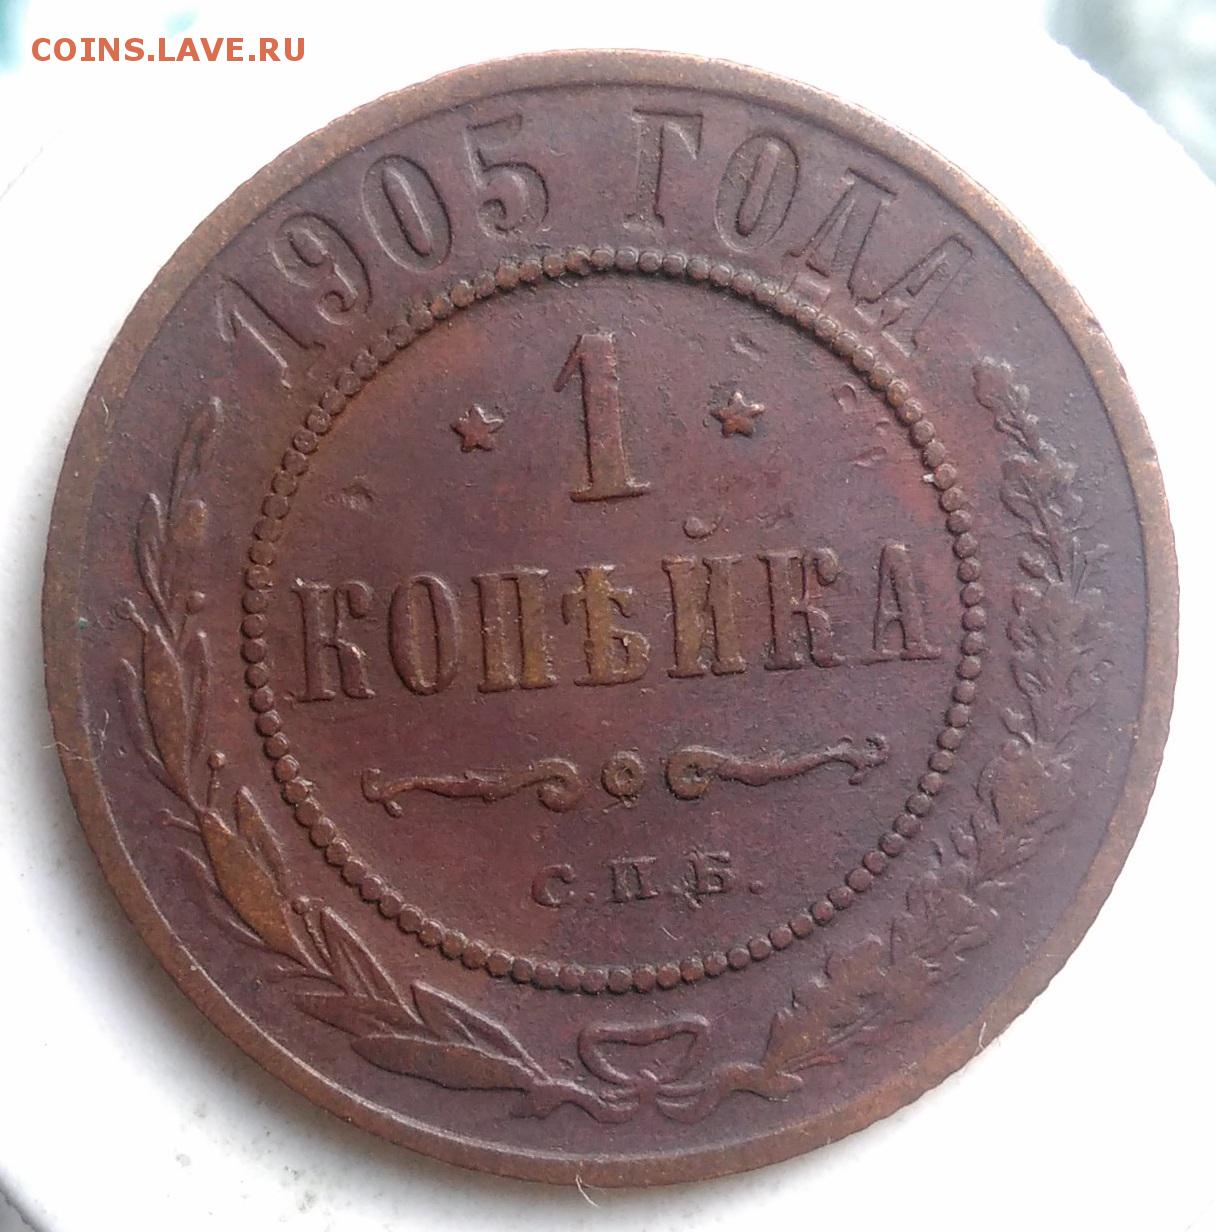 COINS.LAVE.RU
1905 ГОДА
1
КОПѢЙКА
С.П.Б.